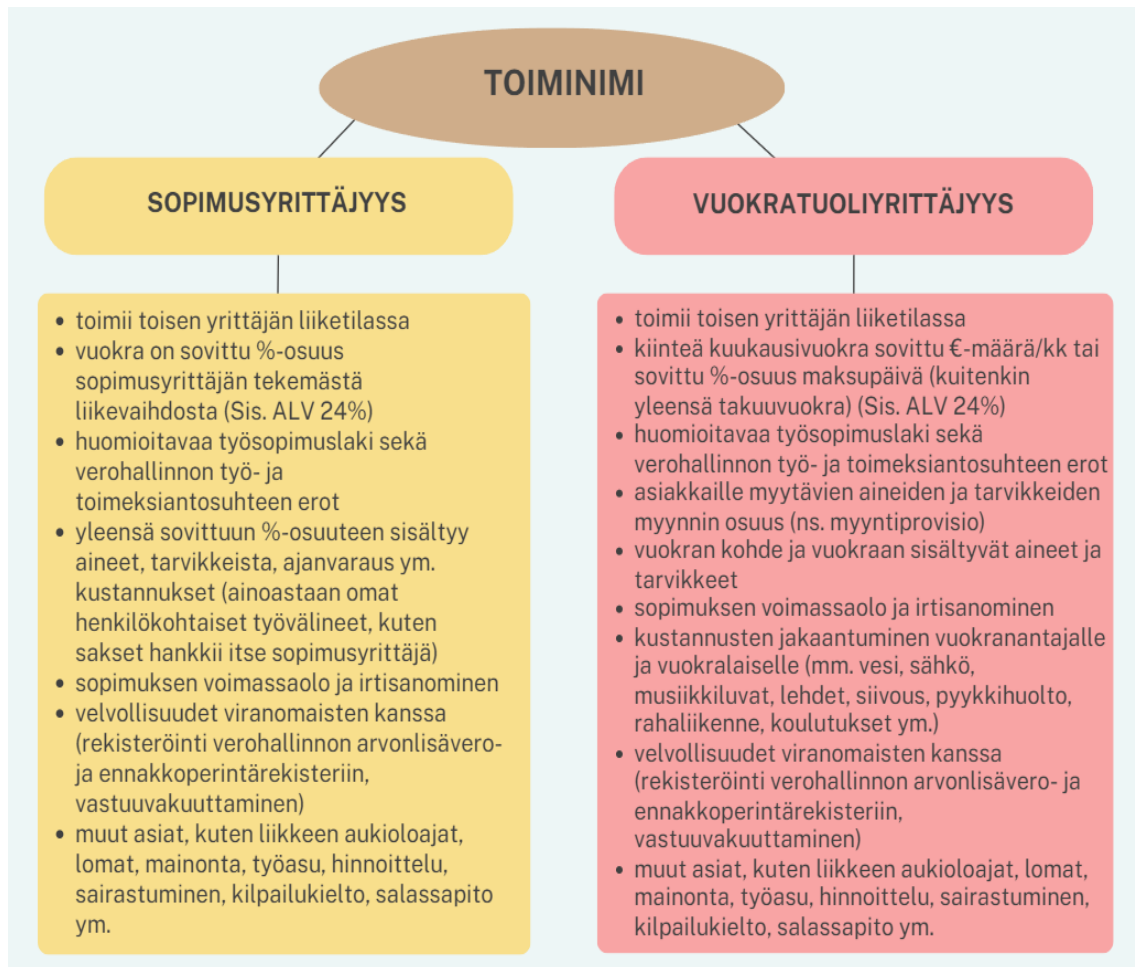 TOIMINIMI
SOPIMUSYRITTÄJYYS
• toimii toisen yrittäjän liiketilassa
• vuokra on sovittu %-osuus
sopimusyrittäjän tekemästä
liikevaihdosta (Sis. ALV 24%)
• huomioitavaa työsopimuslaki sekä
verohallinnon työ- ja
toimeksiantosuhteen erot
• yleensä sovittuun %-osuuteen sisältyy
aineet, tarvikkeista, ajanvaraus ym.
kustannukset (ainoastaan omat
henkilökohtaiset työvälineet, kuten
sakset hankkii itse sopimusyrittäjä)
• sopimuksen voimassaolo ja irtisanominen
• velvollisuudet viranomaisten kanssa
(rekisteröinti verohallinnon arvonlisävero-
ja ennakkoperintärekisteriin,
vastuuvakuuttaminen)
• muut asiat, kuten liikkeen aukioloajat,
lomat, mainonta, työasu, hinnoittelu,
sairastuminen, kilpailukielto, salassapito
ym.
VUOKRATUOLIYRITTÄJYYS
• toimii toisen yrittäjän liiketilassa
• kiinteä kuukausivuokra sovittu €-määrä/kk tai
sovittu %-osuus maksupäivä (kuitenkin
yleensä takuuvuokra) (Sis. ALV 24%)
• huomioitavaa työsopimuslaki sekä
verohallinnon työ- ja toimeksiantosuhteen erot
• asiakkaille myytävien aineiden ja tarvikkeiden
myynnin osuus (ns. myyntiprovisio)
• vuokran kohde ja vuokraan sisältyvät aineet ja
tarvikkeet
• sopimuksen voimassaolo ja irtisanominen
• kustannusten jakaantuminen vuokranantajalle
ja vuokralaiselle (mm. vesi, sähkö,
musiikkiluvat, lehdet, siivous, pyykkihuolto,
rahaliikenne, koulutukset ym.)
• velvollisuudet viranomaisten kanssa
(rekisteröinti verohallinnon arvonlisävero- ja
ennakkoperintärekisteriin,
vastuuvakuuttaminen)
• muut asiat, kuten liikkeen aukioloajat, lomat,
mainonta, työasu, hinnoittelu, sairastuminen,
kilpailukielto, salassapito ym.